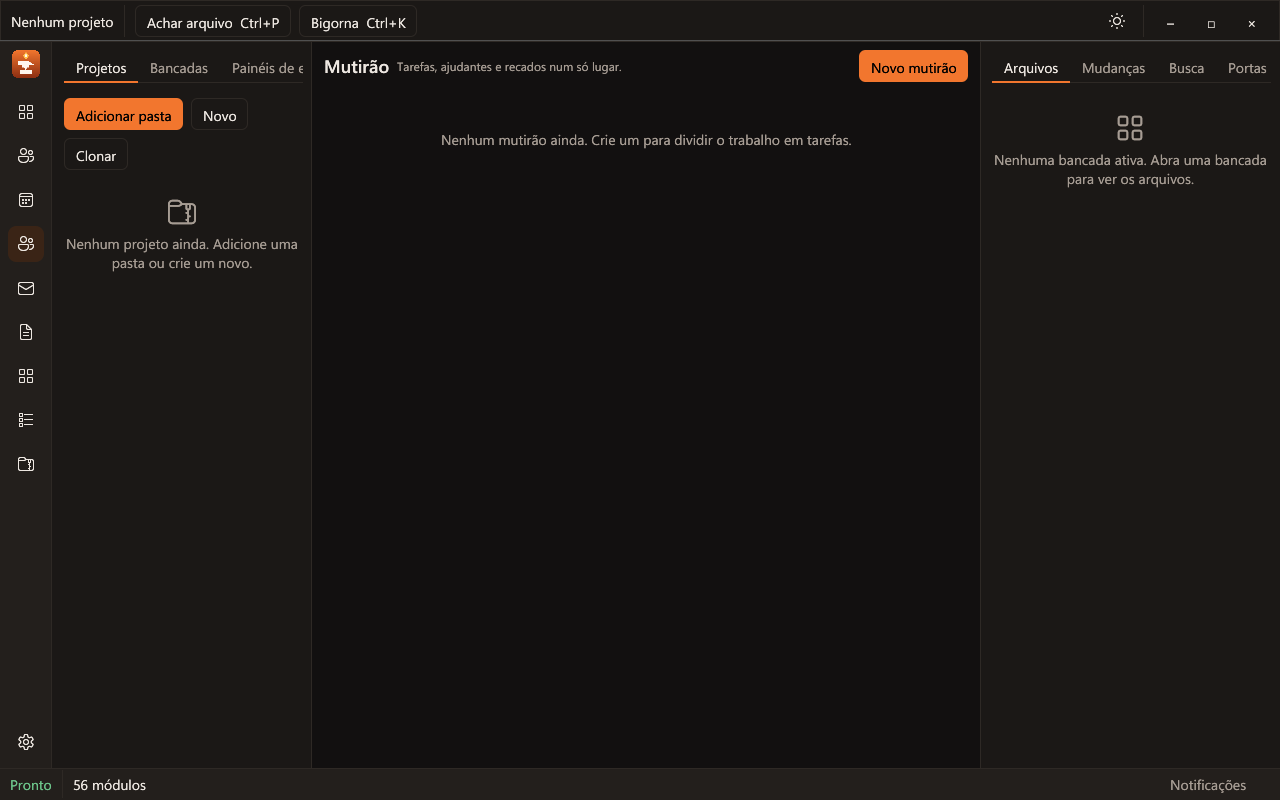 Nenhum projeto
Achar arquivo Ctrl+P
Bigorna Ctrl+K
Projetos
Bancadas
Painéis de e
Adicionar pasta
Novo
Clonar
Nenhum projeto ainda. Adicione uma
pasta ou crie um novo.
Mutirão
Tarefas, ajudantes e recados num só lugar.
Novo mutirão
Nenhum mutirão ainda. Crie um para dividir o trabalho em tarefas.
Arquivos
Mudanças
Busca
Portas
Nenhuma bancada ativa. Abra uma bancada
para ver os arquivos.
Pronto
56 módulos
Notificações